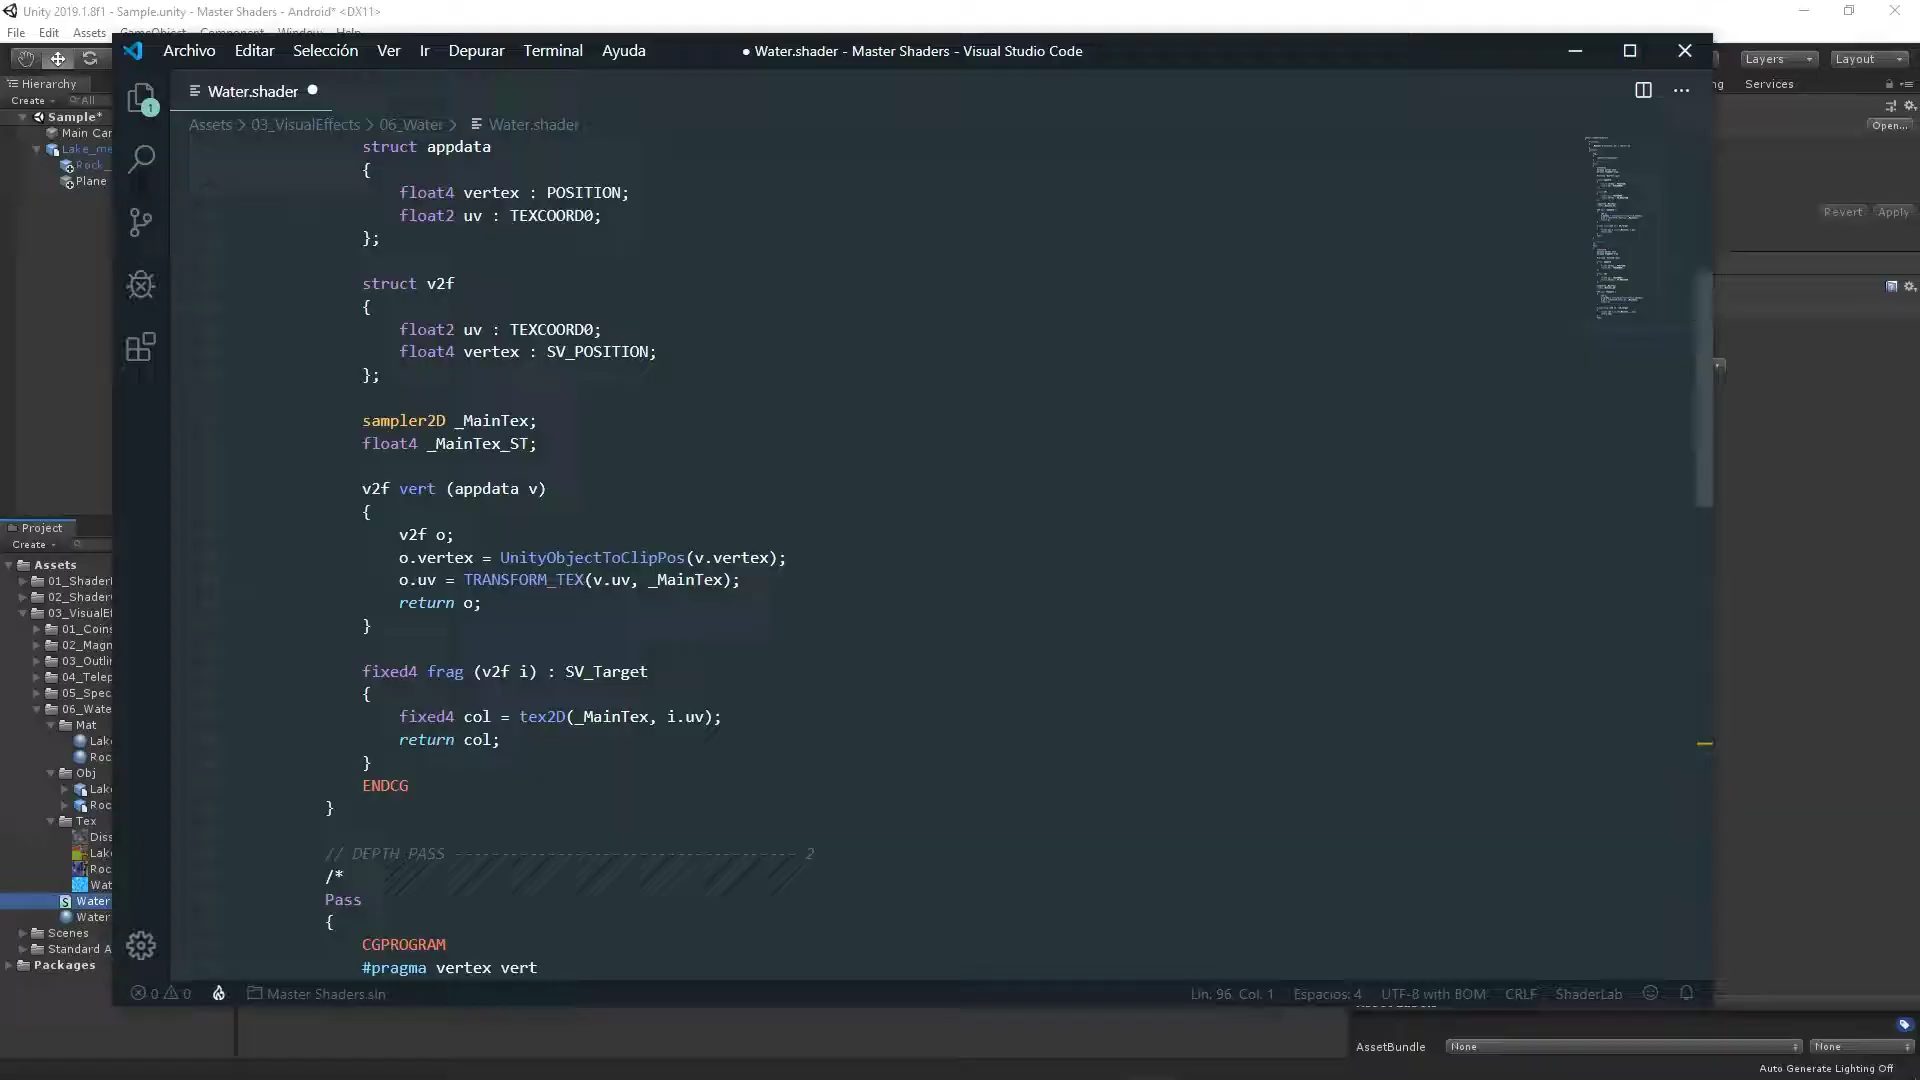 Unity 2019.1.8f1 - Sample.unity - Master Shaders - Android* <DX11>
File Edit Assets GameObject Component Window Help
Archivo Editar Selección Ver Ir Depurar Terminal Ayuda
● Water.shader - Master Shaders - Visual Studio Code
Layers
Layout
Hierarchy
Services
Create
All
Sample*
Main Car
Lake_me
Rock_
Plane
Open...
Revert Apply
1
Water.shader
Assets > 03_VisualEffects > 06_Water > Water.shader
struct appdata
{
float4 vertex : POSITION;
float2 uv : TEXCOORD0;
};
struct v2f
{
float2 uv : TEXCOORD0;
float4 vertex : SV_POSITION;
};
sampler2D _MainTex;
float4 _MainTex_ST;
v2f vert (appdata v)
{
v2f o;
o.vertex = UnityObjectToClipPos(v.vertex);
o.uv = TRANSFORM_TEX(v.uv, _MainTex);
return o;
}
fixed4 frag (v2f i) : SV_Target
{
fixed4 col = tex2D(_MainTex, i.uv);
return col;
}
ENDCG
}
// DEPTH PASS ------------------------------------- 2
/*
Pass
{
CGPROGRAM
#pragma vertex vert
Project
Create
Assets
01_Shader
02_Shader
03_VisualEf
01_Coins
02_Magn
03_Outli
04_Telep
05_Spec
06_Wate
Mat
Lak
Roc
Obj
Lak
Roc
Tex
Diss
Lak
Roc
Wat
Water
Water
Scenes
Standard A
Packages
0 0
Master Shaders.sln
Lín. 96, Col. 1 Espacios: 4 UTF-8 with BOM CRLF ShaderLab
AssetBundle None None
Auto Generate Lighting Off